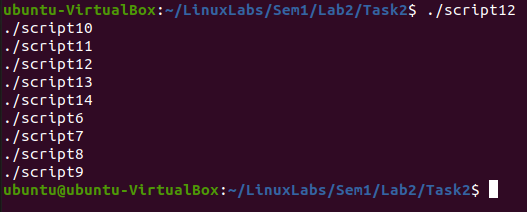 ubuntu-VirtualBox:~/LinuxLabs/Sem1/Lab2/Task2$ ./script12
./script10
./script11
./script12
./script13
./script14
./script6
./script7
./script8
./script9
ubuntu@ubuntu-VirtualBox:~/LinuxLabs/Sem1/Lab2/Task2$